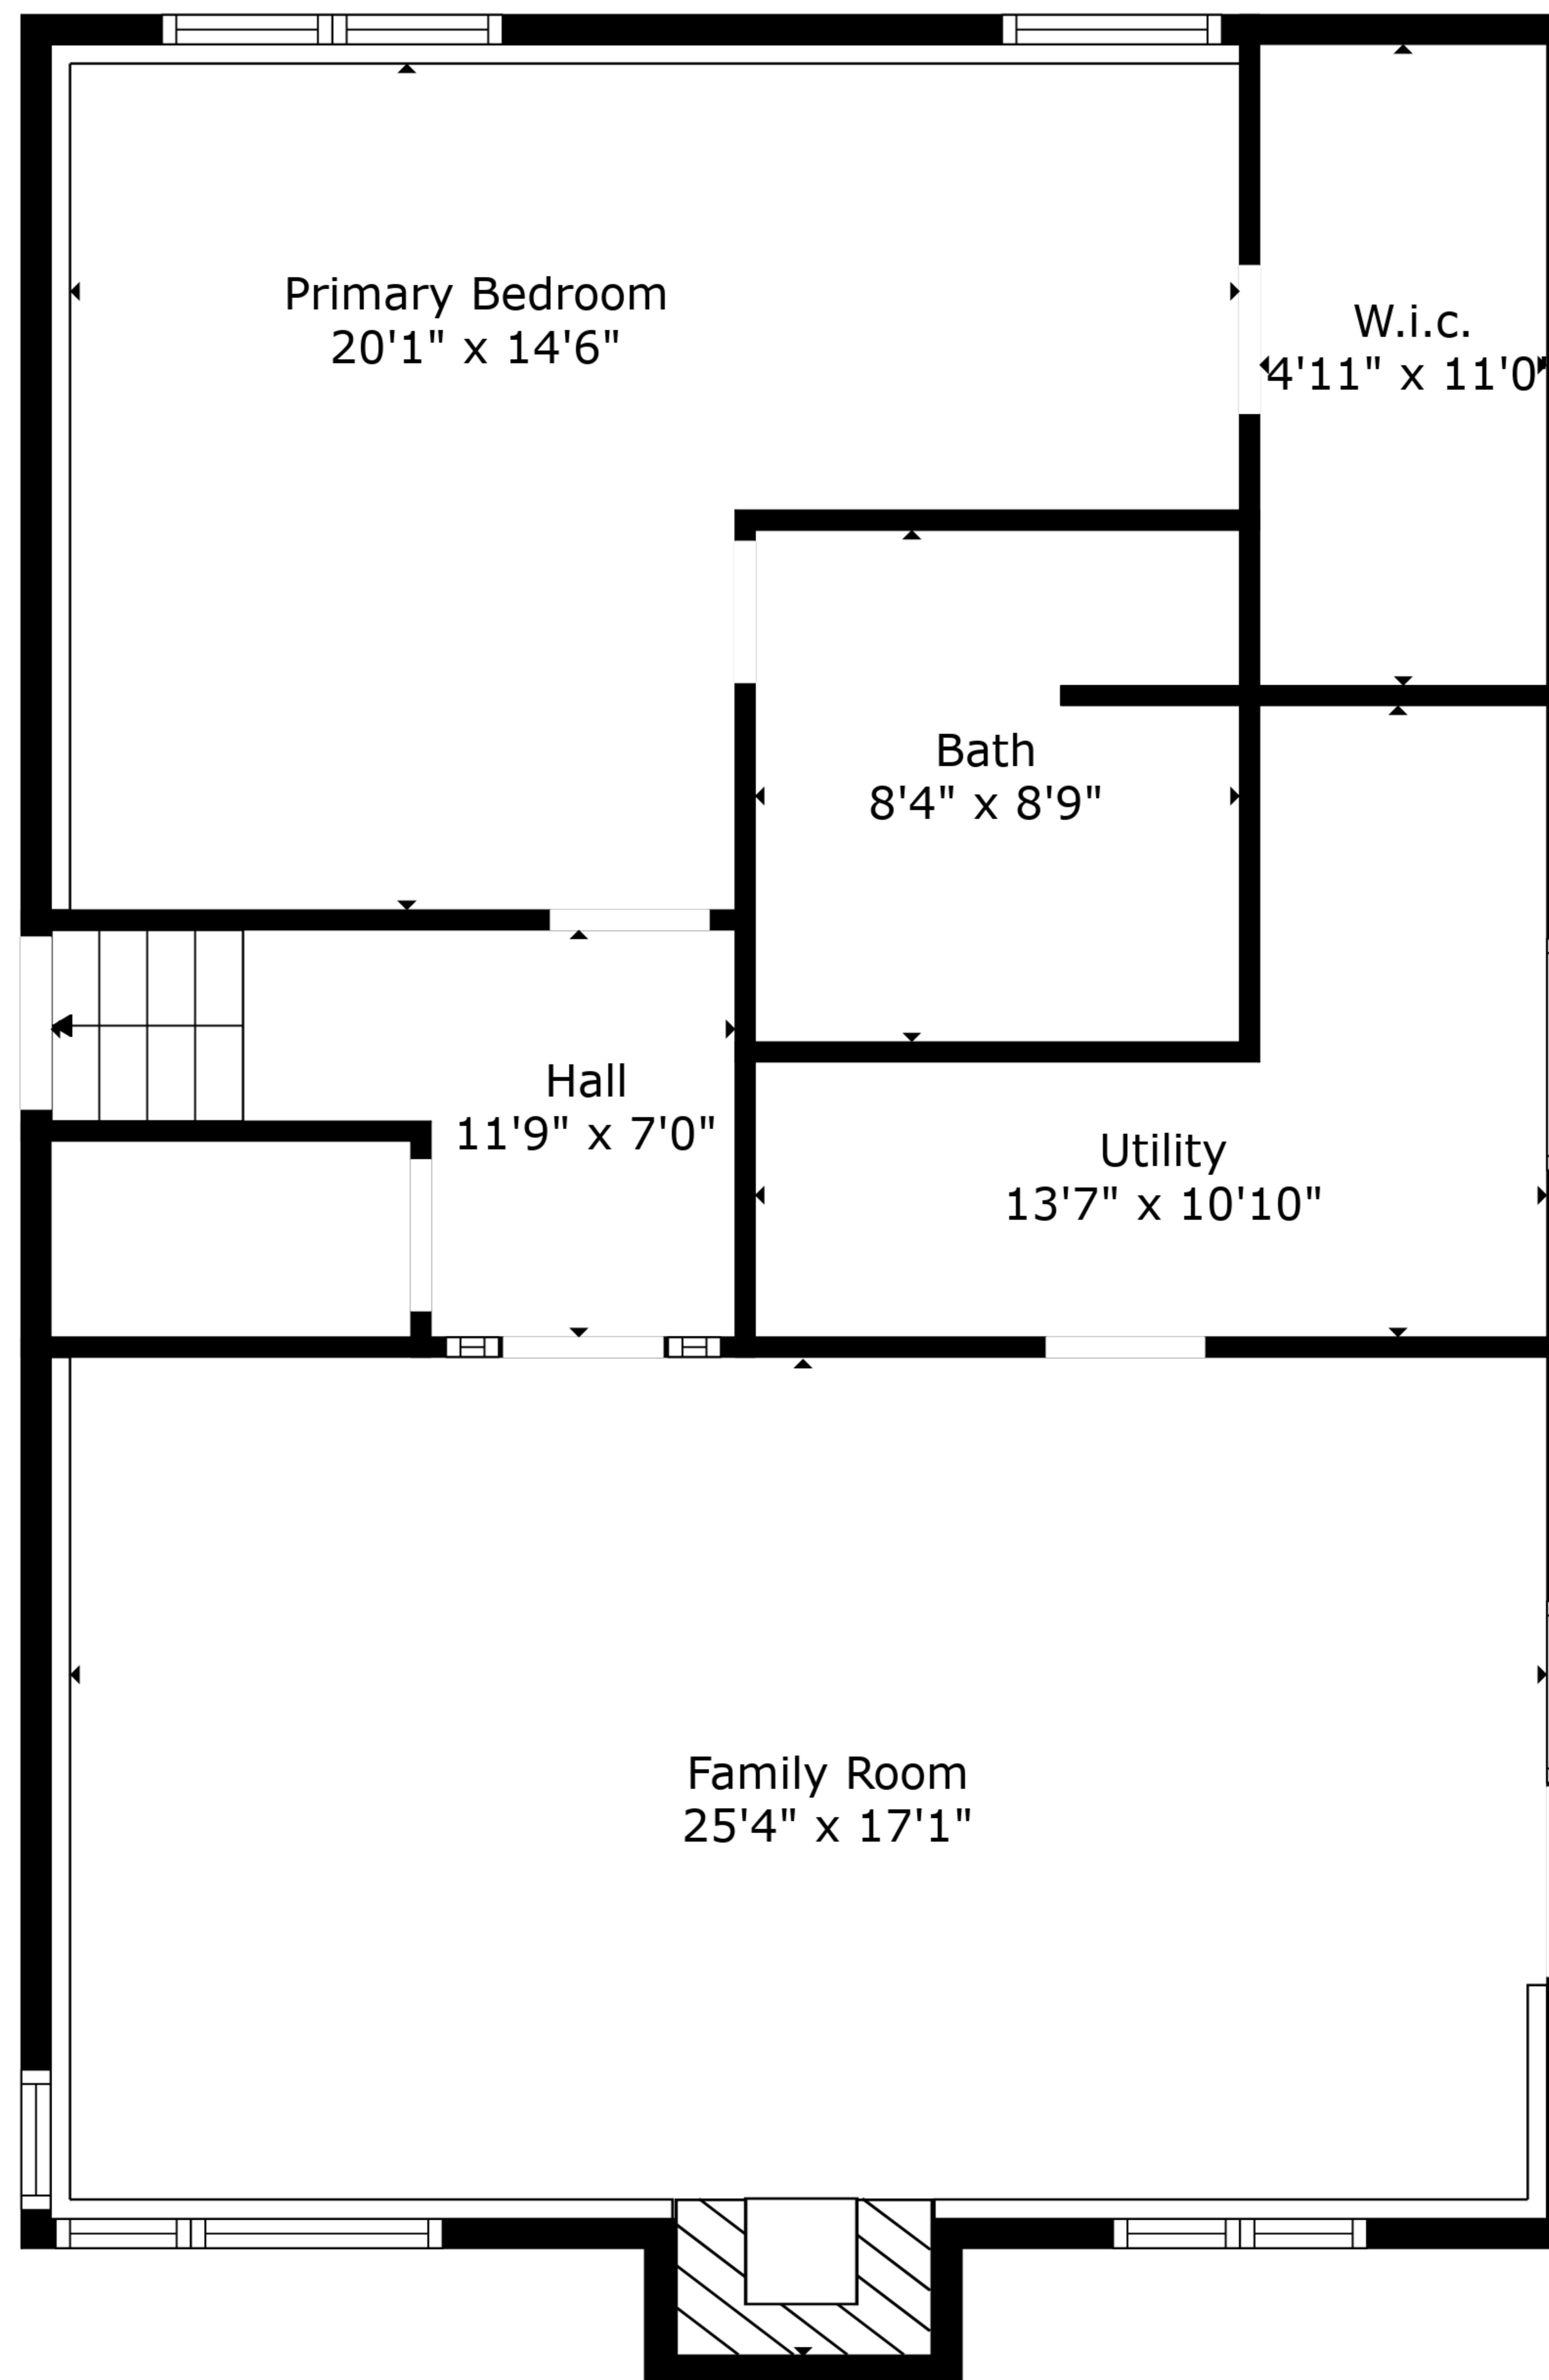 Primary Bedroom
20'1" x 14'6"
W.i.c.
4'11" x 11'0"
Bath
8'4" x 8'9"
Hall
11'9" x 7'0"
Utility
13'7" x 10'10"
Family Room
25'4" x 17'1"